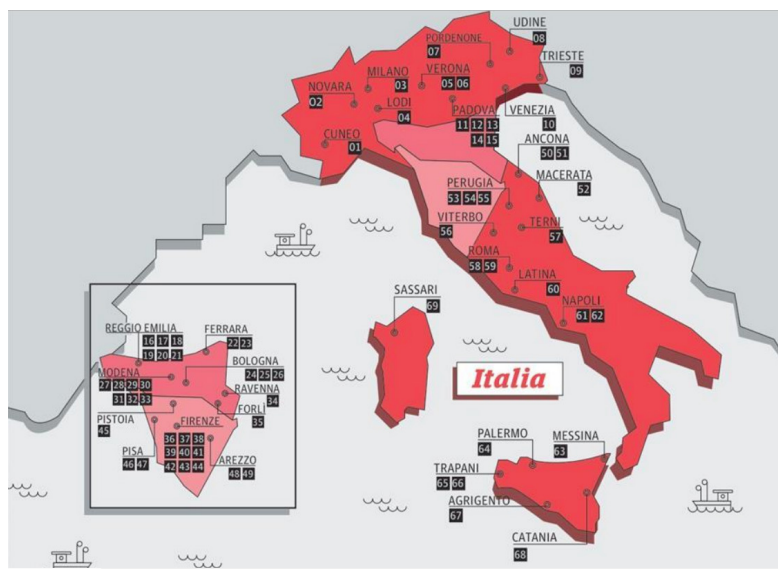 UDINE
08
PORDENONE
07
TRIESTE
09
MILANO
03
VERONA
05 06
NOVARA
02
LODI
04
PADOVA
11 12 13
14 15
VENEZIA
10
CUNEO
01
ANCONA
50 51
MACERATA
52
PERUGIA
53 54 55
VITERBO
56
TERNI
57
ROMA
58 59
LATINA
60
NAPOLI
61 62
SASSARI
69
Italia
REGGIO EMILIA
16 17 18
19 20 21
FERRARA
22 23
BOLOGNA
24 25 26
MODENA
27 28 29 30
31 32 33
RAVENNA
34
PISTOIA
45
FIRENZE
36 37 38
39 40 41
42 43 44
FORLÌ
35
PISA
46 47
AREZZO
48 49
PALERMO
64
MESSINA
63
TRAPANI
65 66
AGRIGENTO
67
CATANIA
68